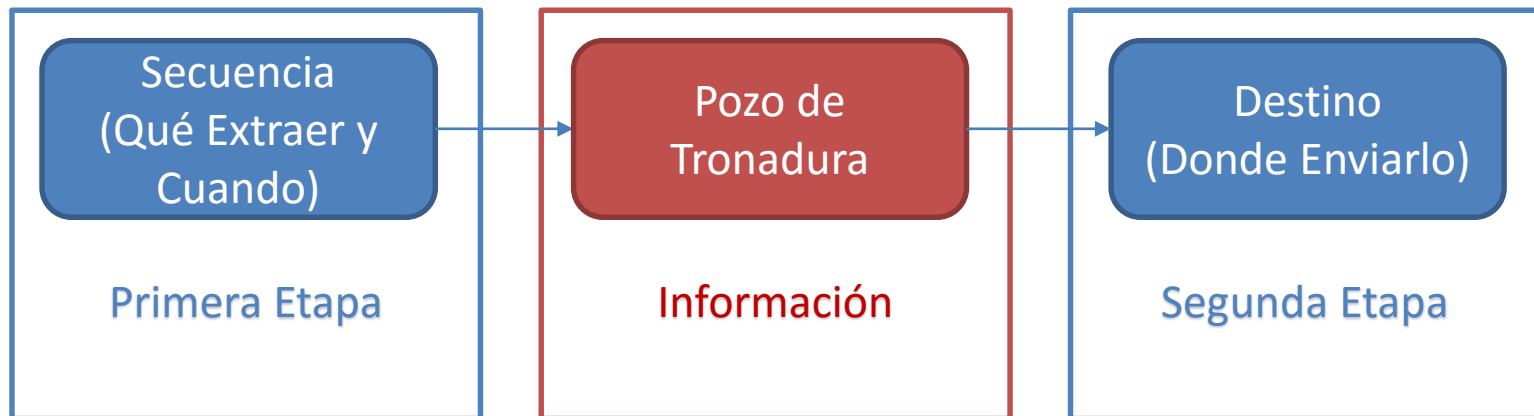 Secuencia
(Qué Extraer y
Cuando)
Primera Etapa
Pozo de
Tronadura
Información
Destino
(Donde Enviarlo)
Segunda Etapa